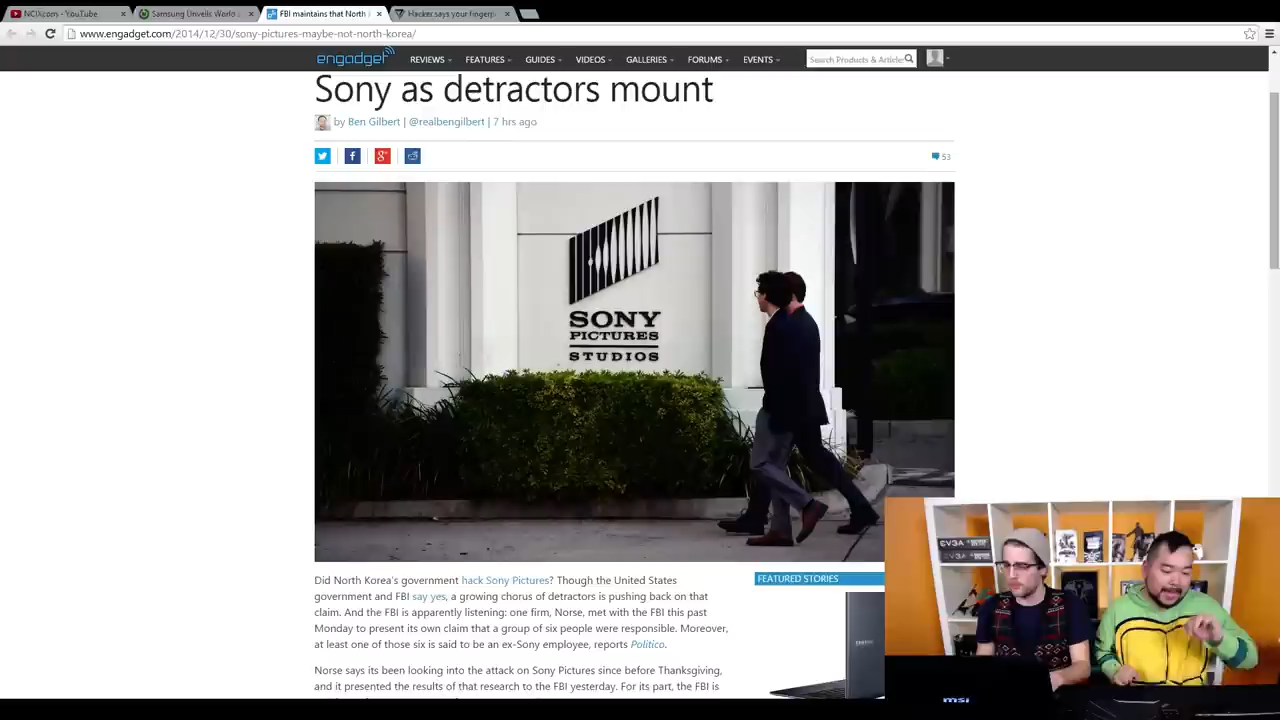 NCIXcom - YouTube
Samsung Unveils World
FBI maintains that North
Hacker says your fingerp
www.engadget.com/2014/12/30/sony-pictures-maybe-not-north-korea/
engadget
REVIEWS
FEATURES
GUIDES
VIDEOS
GALLERIES
FORUMS
EVENTS
Search Products & Article
Sony as detractors mount
by Ben Gilbert | @realbengilbert | 7 hrs ago
53
SONY
PICTURES
STUDIOS
Did North Korea's government hack Sony Pictures? Though the United States
government and FBI say yes, a growing chorus of detractors is pushing back on that
claim. And the FBI is apparently listening: one firm, Norse, met with the FBI this past
Monday to present its own claim that a group of six people were responsible. Moreover,
at least one of those six is said to be an ex-Sony employee, reports Politico.
Norse says its been looking into the attack on Sony Pictures since before Thanksgiving,
and it presented the results of that research to the FBI yesterday. For its part, the FBI is
FEATURED STORIES
EVGA
EVGA
msi